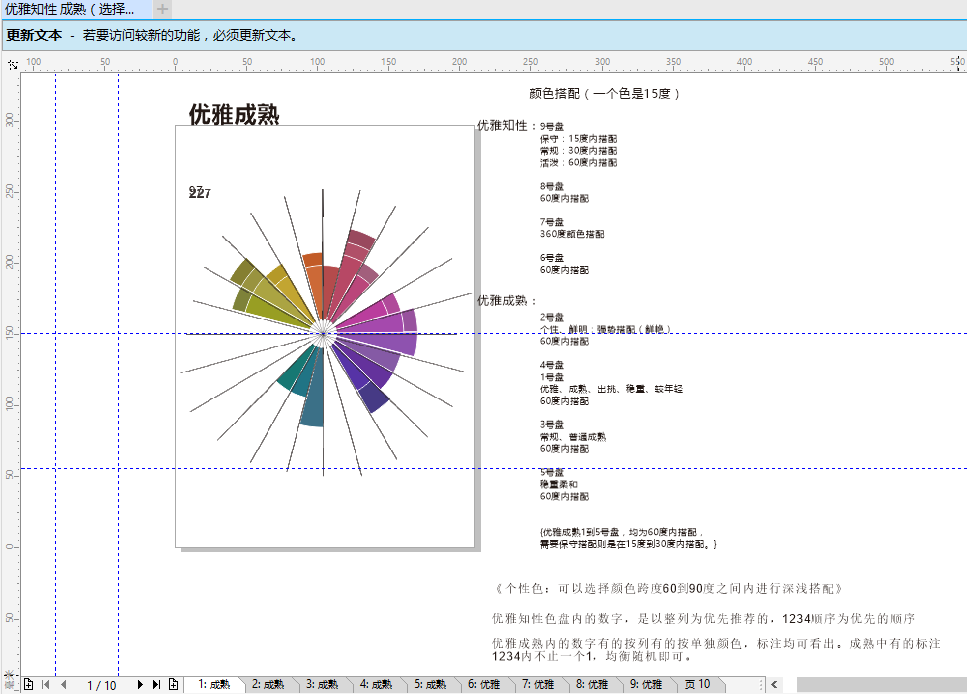 优雅知性 成熟（选择...
更新文本 - 若要访问较新的功能，必须更新文本。
100 50 0 50 100 150 200 250 300 350 400 450 500 550
300
250
200
150
100
50
0
50
颜色搭配（一个色是15度）
优雅成熟
227
优雅知性：
9号盘
保守：15度内搭配
常规：30度内搭配
活泼：60度内搭配
8号盘
60度内搭配
7号盘
360度颜色搭配
6号盘
60度内搭配
优雅成熟：
2号盘
个性、鲜明：强势搭配（鲜艳）
60度内搭配
4号盘
1号盘
优雅、成熟、出挑、稳重、较年轻
60度内搭配
3号盘
常规、普通成熟
60度内搭配
5号盘
稳重柔和
60度内搭配
{优雅成熟1到5号盘，均为60度内搭配，
需要保守搭配则是在15度到30度内搭配。}
《个性色；可以选择颜色跨度60到90度之间内进行深浅搭配》
优雅知性色盘内的数字，是以整列为优先推荐的，1234顺序为优先的顺序
优雅成熟内的数字有的按列有的按单独颜色，标注均可看出。成熟中有的标注
1234内不止一个1，均衡随机即可。
1 / 10
1: 成熟 2: 成熟 3: 成熟 4: 成熟 5: 成熟 6: 优雅 7: 优雅 8: 优雅 9: 优雅 页 10